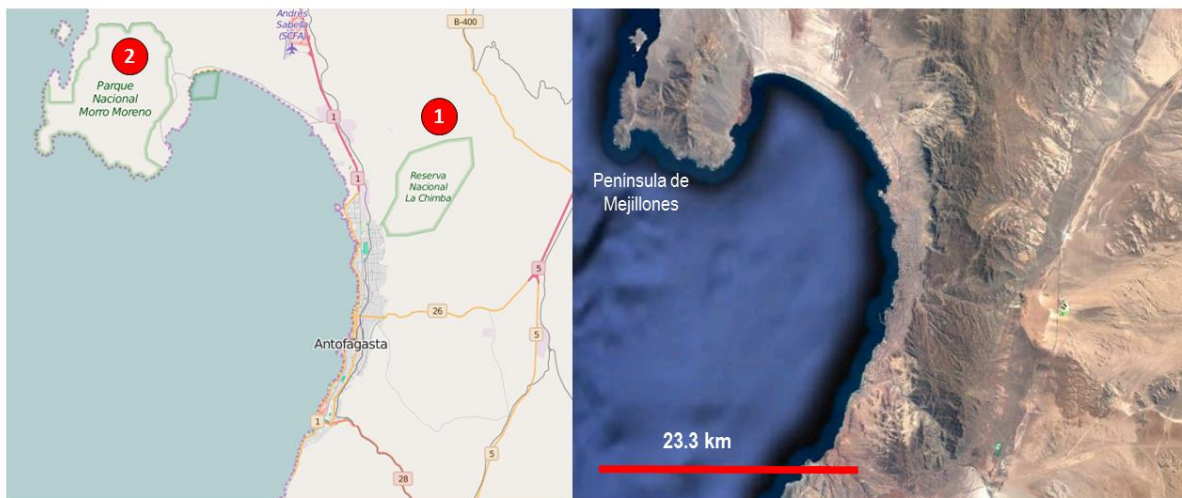 Andrés
Sabella
(SCFA)
B-400
2
Parque
Nacional
Morro Moreno
1
1
Reserva
Nacional
La Chimba
1
5
26
5
Antofagasta
1
5
28
Península de
Mejillones
23.3 km